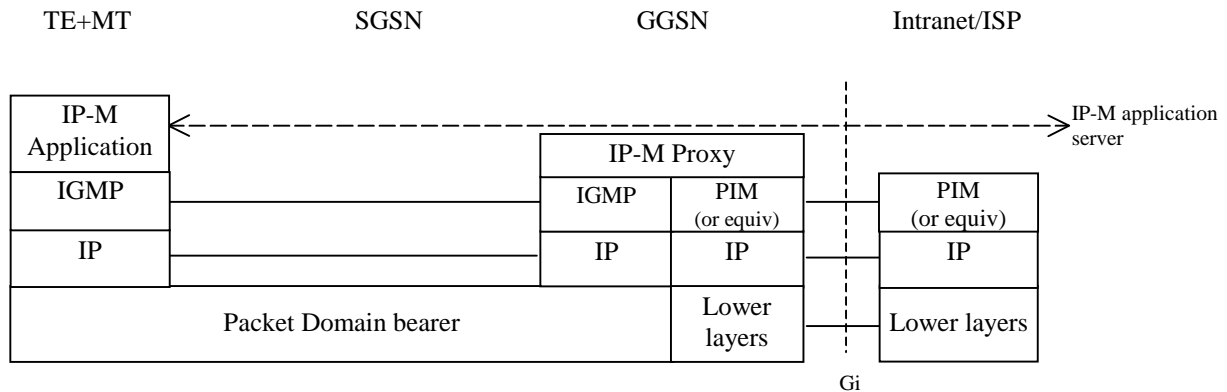 TE+MT SGSN GGSN Intranet/ISP
IP-M
Application
IP-M application
server
IP-M Proxy
IGMP IGMP PIM
(or equiv)
PIM
(or equiv)
IP IP IP IP
Packet Domain bearer
Lower
layers
Lower layers
Gi